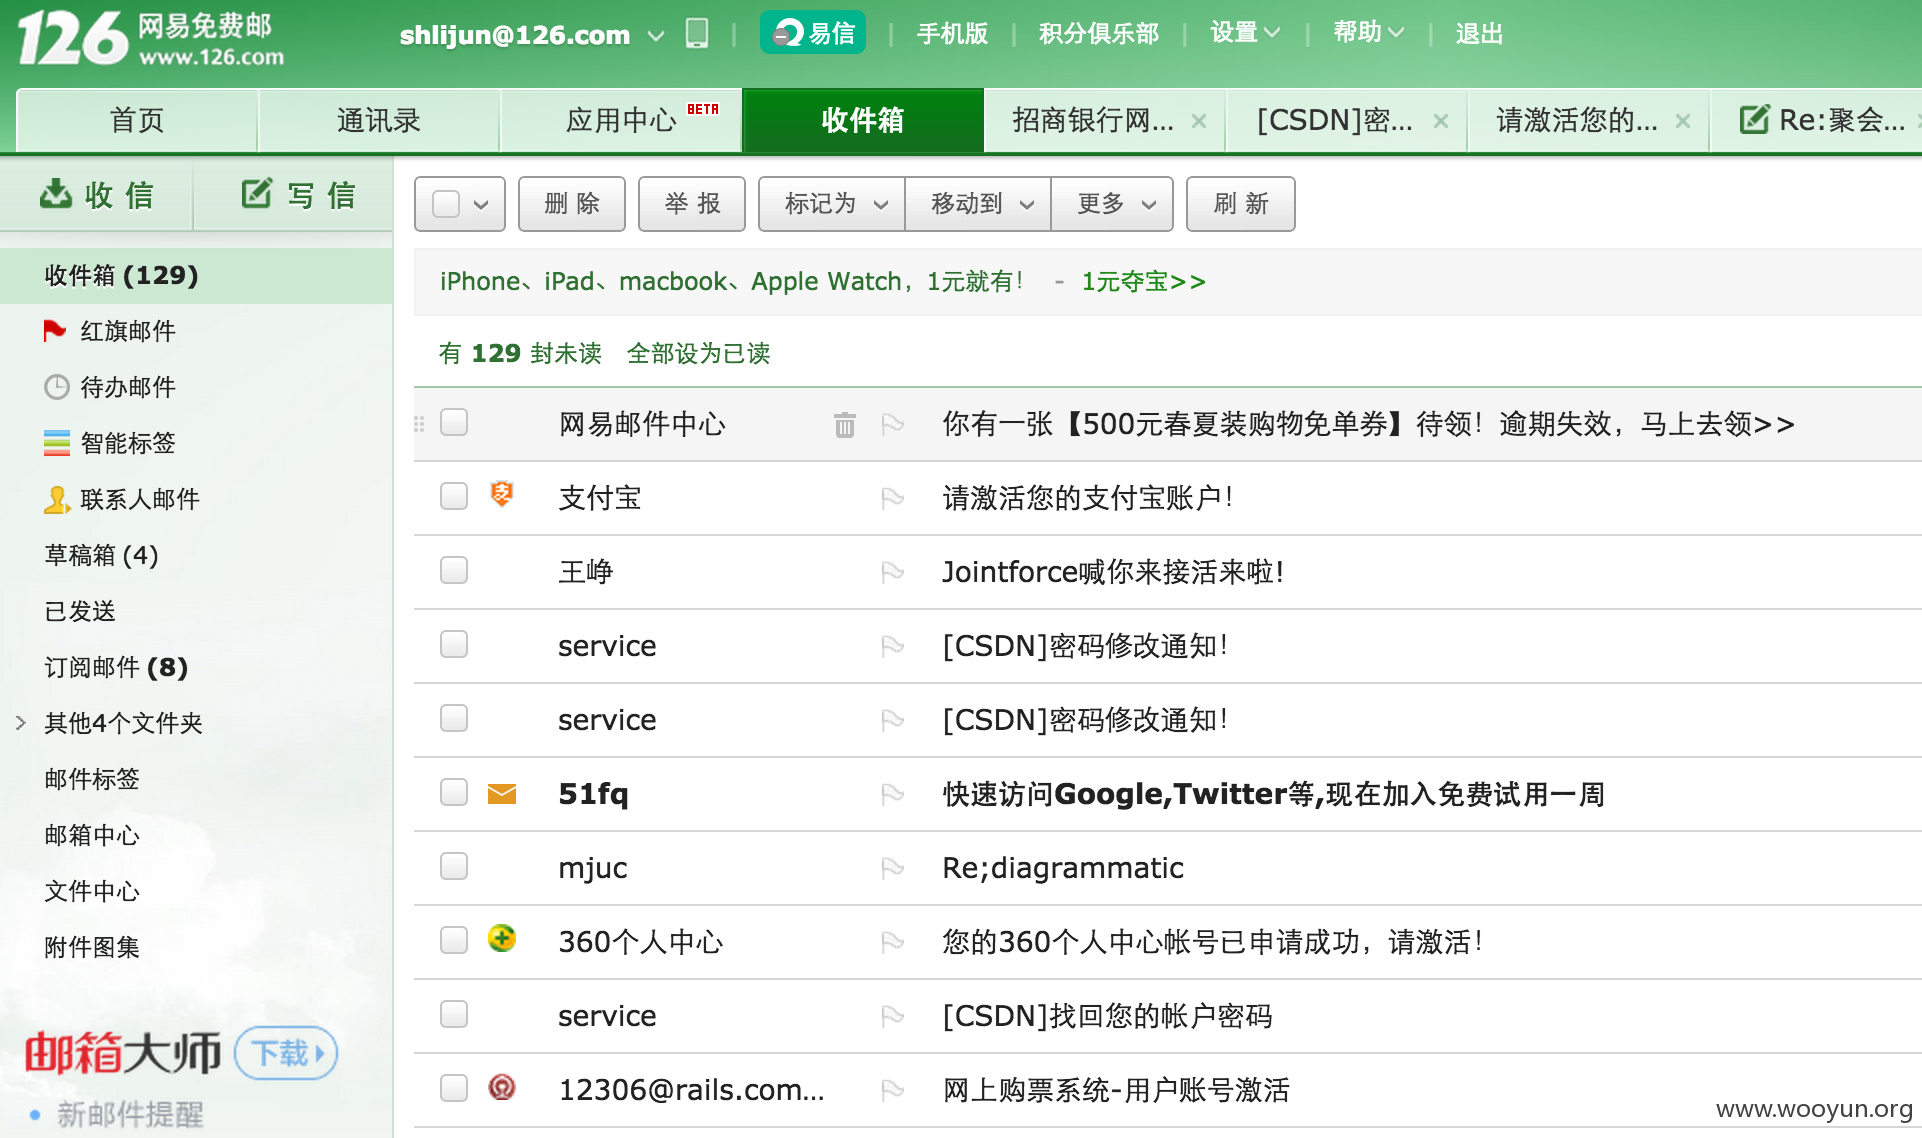 126 网易免费邮 www.126.com
shlijun@126.com 易信 手机版 积分俱乐部 设置 帮助 退出
首页 通讯录 应用中心 BETA 收件箱 招商银行网... [CSDN]密... 请激活您的... Re:聚会...
收 信 写 信
删 除 举 报 标记为 移动到 更多 刷 新
收件箱 (129)
红旗邮件
待办邮件
智能标签
联系人邮件
草稿箱 (4)
已发送
订阅邮件 (8)
其他4个文件夹
邮件标签
邮箱中心
文件中心
附件图集
邮箱大师 下载
新邮件提醒
iPhone、iPad、macbook、Apple Watch，1元就有！ - 1元夺宝>>
有 129 封未读 全部设为已读
网易邮件中心 你有一张【500元春夏装购物免单券】待领！逾期失效，马上去领>>
支付宝 请激活您的支付宝账户！
王峥 Jointforce喊你来接活来啦！
service [CSDN]密码修改通知！
service [CSDN]密码修改通知！
51fq 快速访问Google,Twitter等,现在加入免费试用一周
mjuc Re;diagrammatic
360个人中心 您的360个人中心帐号已申请成功，请激活！
service [CSDN]找回您的帐户密码
12306@rails.com... 网上购票系统-用户账号激活
www.wooyun.org